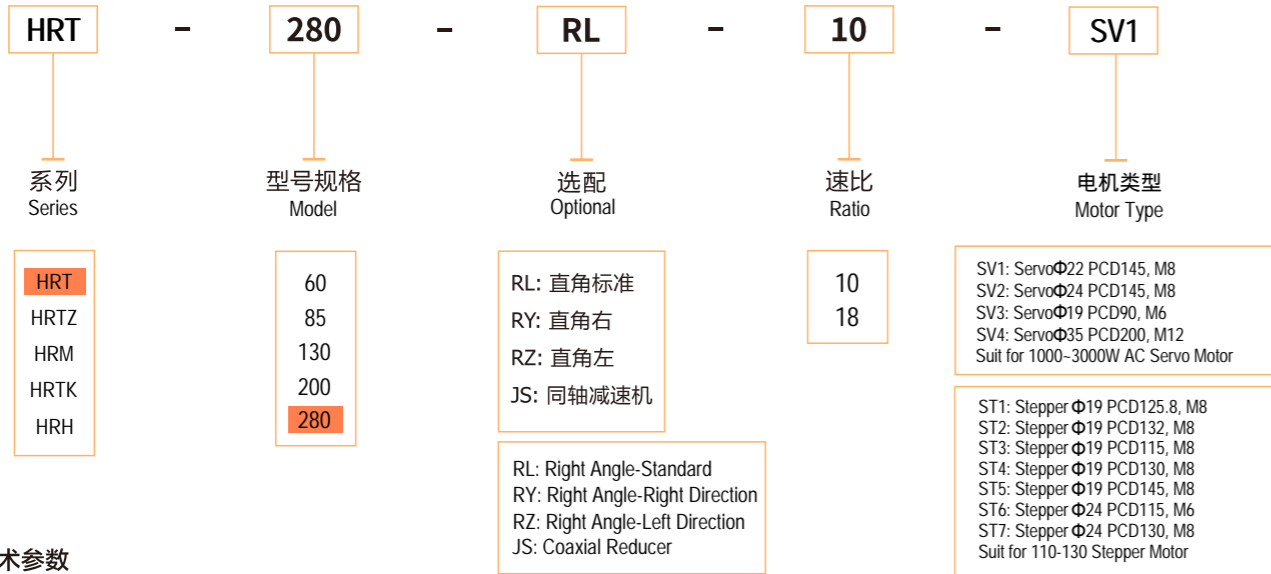 HRT - 280 - RL - 10 - SV1
系列
Series
型号规格
Model
选配
Optional
速比
Ratio
电机类型
Motor Type
HRT
HRTZ
HRM
HRTK
HRH
60
85
130
200
280
RL: 直角标准
RY: 直角右
RZ: 直角左
JS: 同轴减速机
RL: Right Angle-Standard
RY: Right Angle-Right Direction
RZ: Right Angle-Left Direction
JS: Coaxial Reducer
10
18
SV1: ServoΦ22 PCD145, M8
SV2: ServoΦ24 PCD145, M8
SV3: ServoΦ19 PCD90, M6
SV4: ServoΦ35 PCD200, M12
Suit for 1000~3000W AC Servo Motor
ST1: Stepper Φ19 PCD125.8, M8
ST2: Stepper Φ19 PCD132, M8
ST3: Stepper Φ19 PCD115, M8
ST4: Stepper Φ19 PCD130, M8
ST5: Stepper Φ19 PCD145, M8
ST6: Stepper Φ24 PCD115, M6
ST7: Stepper Φ24 PCD130, M8
Suit for 110-130 Stepper Motor
术参数